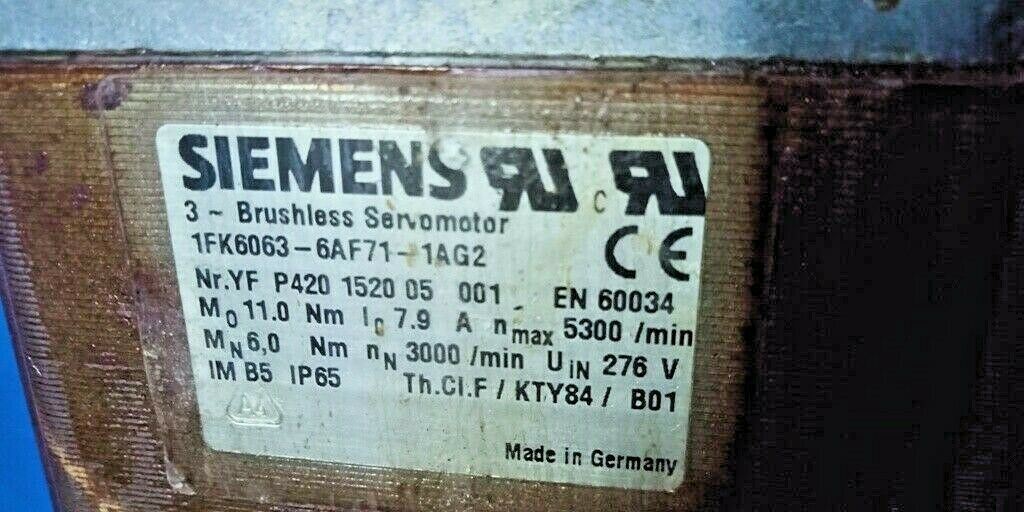 SIEMENS
3 ~ Brushless Servomotor
1FK6063-6AF71-1AG2
Nr.YF P420 1520 05 001 EN 60034
M0 11.0 Nm I0 7.9 A nmax 5300 /min
MN 6,0 Nm nN 3000 /min UIN 276 V
IM B5 IP65 Th.Cl.F / KTY84 / B01
Made in Germany